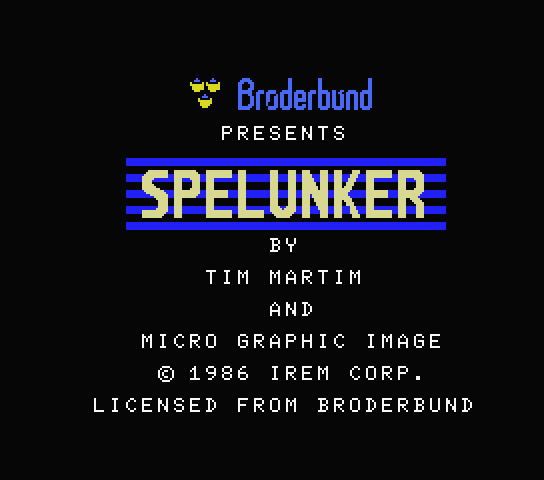 Broderbund
PRESENTS
SPELUNKER
BY
TIM MARTIM
AND
MICRO GRAPHIC IMAGE
© 1986 IREM CORP.
LICENSED FROM BRODERBUND